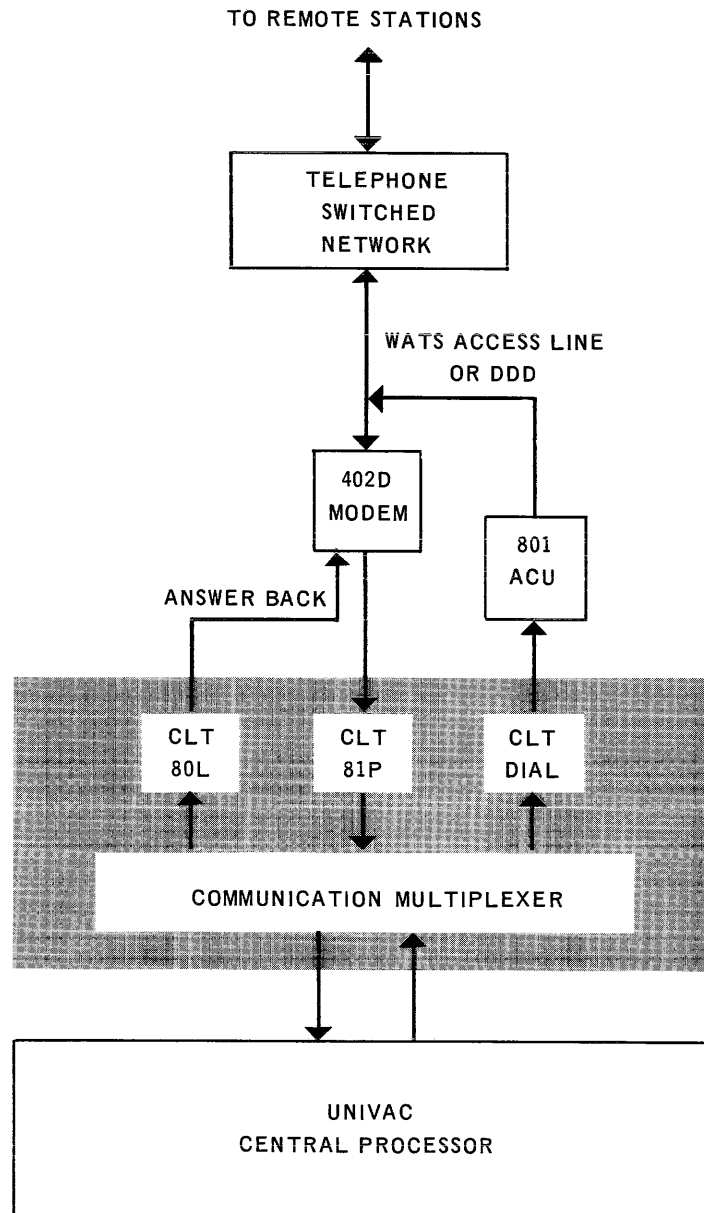 TO REMOTE STATIONS
TELEPHONE
SWITCHED
NETWORK
WATS ACCESS LINE
OR DDD
402D
MODEM
801
ACU
ANSWER BACK
CLT
80L
CLT
81P
CLT
DIAL
COMMUNICATION MULTIPLEXER
UNIVAC
CENTRAL PROCESSOR